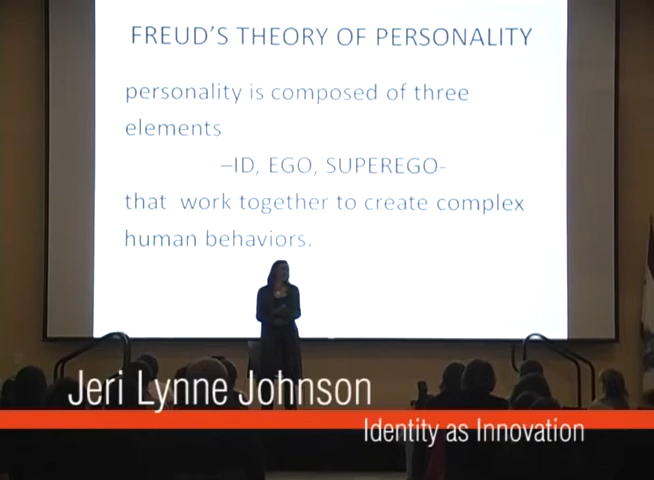 FREUD'S THEORY OF PERSONALITY
personality is composed of three
elements
–ID, EGO, SUPEREGO-
that work together to create complex
human behaviors.
Jeri Lynne Johnson
Identity as Innovation